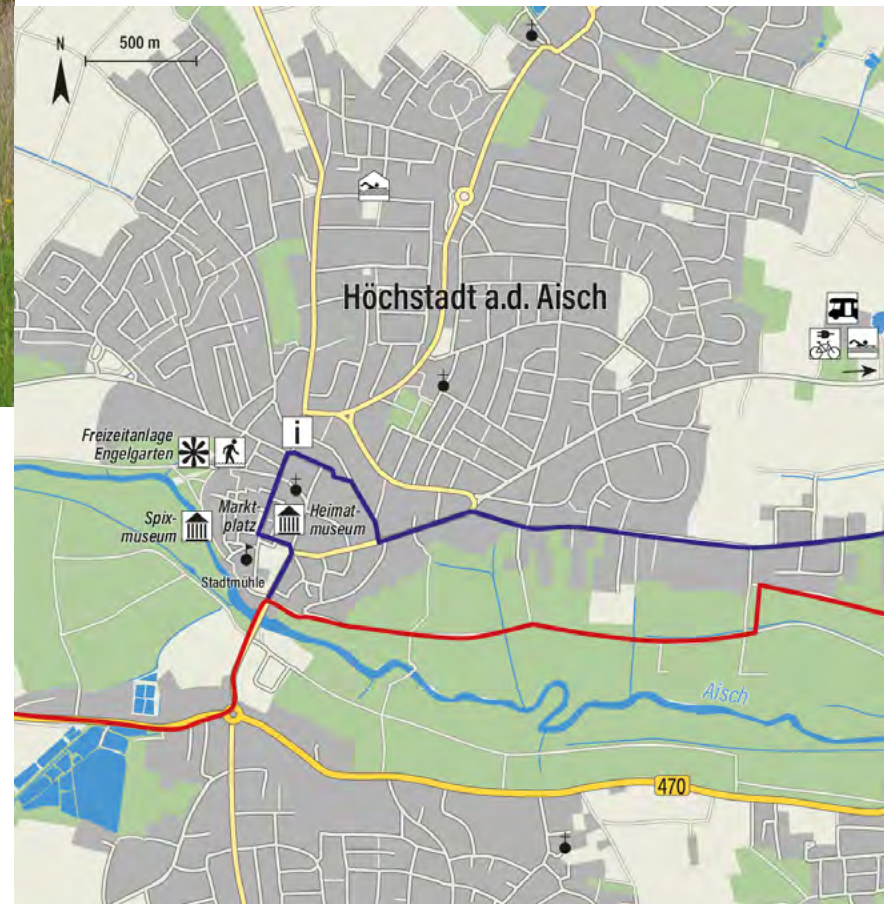 N
500 m
Höchstadt a.d. Aisch
i
Freizeitanlage
Engelgarten
Spix-
museum
Markt-
platz
Heimat-
museum
Stadtmühle
Aisch
470